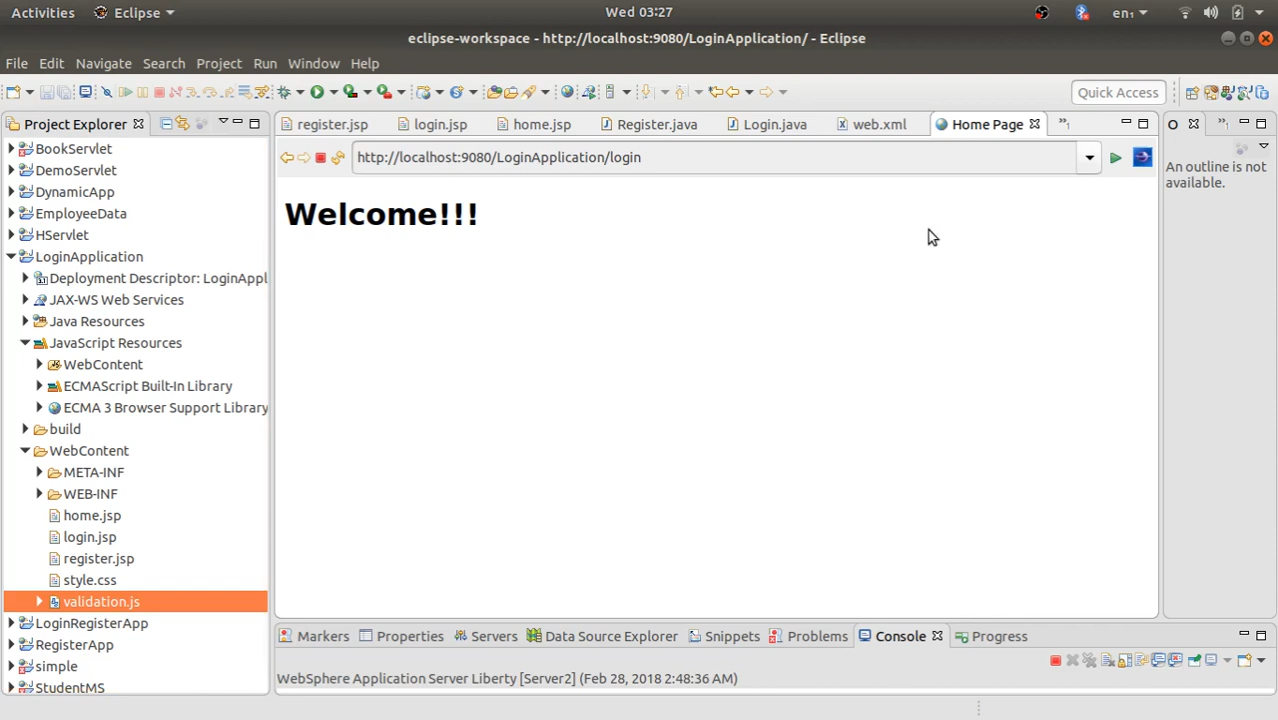 Activities Eclipse Wed 03:27 en1
eclipse-workspace - http://localhost:9080/LoginApplication/ - Eclipse
File Edit Navigate Search Project Run Window Help
Quick Access
Project Explorer register.jsp login.jsp home.jsp Register.java Login.java web.xml Home Page »1 O »1
http://localhost:9080/LoginApplication/login
An outline is not
available.
Welcome!!!
BookServlet
DemoServlet
DynamicApp
EmployeeData
HServlet
LoginApplication
Deployment Descriptor: LoginAppl
JAX-WS Web Services
Java Resources
JavaScript Resources
WebContent
ECMAScript Built-In Library
ECMA 3 Browser Support Library
build
WebContent
META-INF
WEB-INF
home.jsp
login.jsp
register.jsp
style.css
validation.js
LoginRegisterApp
RegisterApp
simple
StudentMS
Markers Properties Servers Data Source Explorer Snippets Problems Console Progress
WebSphere Application Server Liberty [Server2] (Feb 28, 2018 2:48:36 AM)